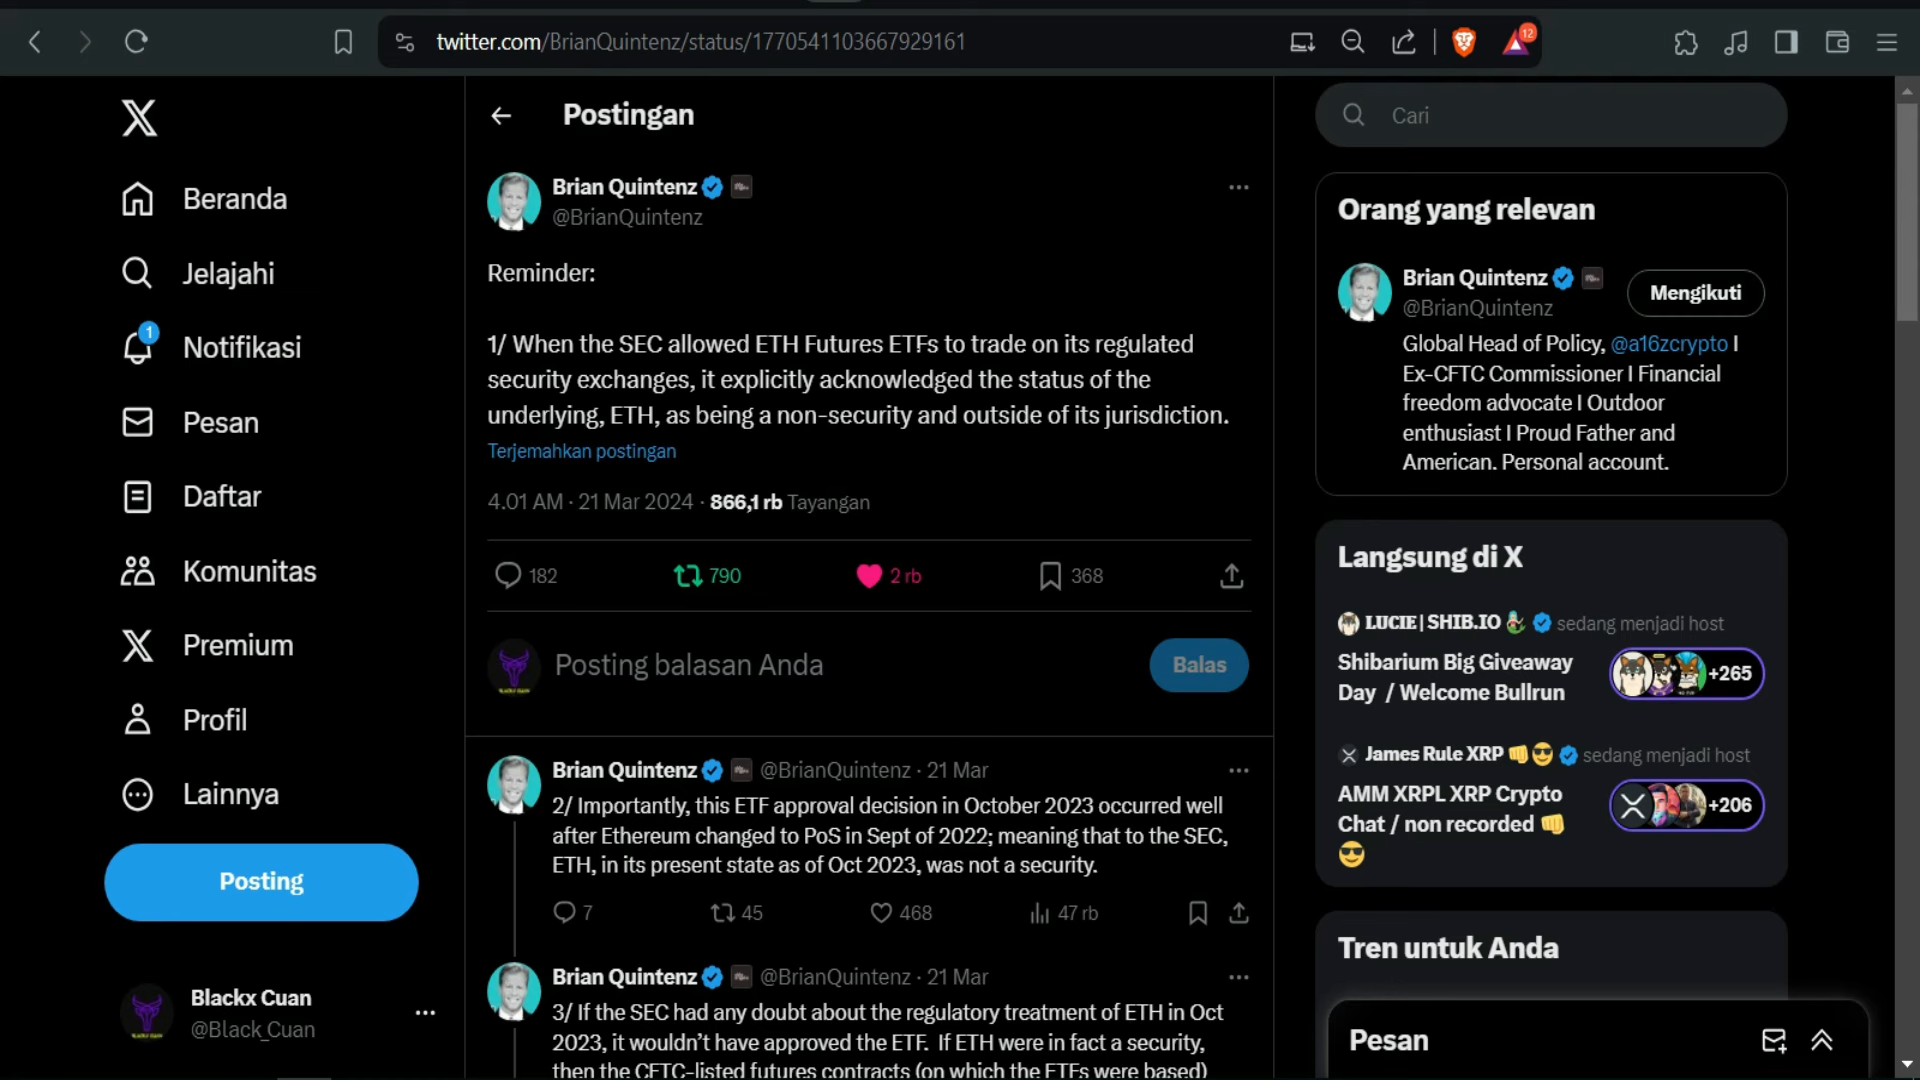 twitter.com/BrianQuintenz/status/1770541103667929161
12
Beranda
Jelajahi
1
Notifikasi
Pesan
Daftar
Komunitas
Premium
Profil
Lainnya
Posting
Blackx Cuan
@Black_Cuan
Postingan
Brian Quintenz
@BrianQuintenz
Reminder:
1/ When the SEC allowed ETH Futures ETFs to trade on its regulated
security exchanges, it explicitly acknowledged the status of the
underlying, ETH, as being a non-security and outside of its jurisdiction.
Terjemahkan postingan
4.01 AM · 21 Mar 2024 · 866,1 rb Tayangan
182 790 2 rb 368
Posting balasan Anda
Balas
Brian Quintenz @BrianQuintenz · 21 Mar
2/ Importantly, this ETF approval decision in October 2023 occurred well
after Ethereum changed to PoS in Sept of 2022; meaning that to the SEC,
ETH, in its present state as of Oct 2023, was not a security.
7 45 468 47 rb
Brian Quintenz @BrianQuintenz · 21 Mar
3/ If the SEC had any doubt about the regulatory treatment of ETH in Oct
2023, it wouldn't have approved the ETF. If ETH were in fact a security,
then the CFTC-listed futures contracts (on which the ETFs were based)
Cari
Orang yang relevan
Brian Quintenz
@BrianQuintenz
Mengikuti
Global Head of Policy, @a16zcrypto I
Ex-CFTC Commissioner I Financial
freedom advocate I Outdoor
enthusiast I Proud Father and
American. Personal account.
Langsung di X
LUCIE | SHIB.IO sedang menjadi host
Shibarium Big Giveaway
Day / Welcome Bullrun
+265
James Rule XRP 👊😎 sedang menjadi host
AMM XRPL XRP Crypto
Chat / non recorded 👊
😎
+206
Tren untuk Anda
Pesan